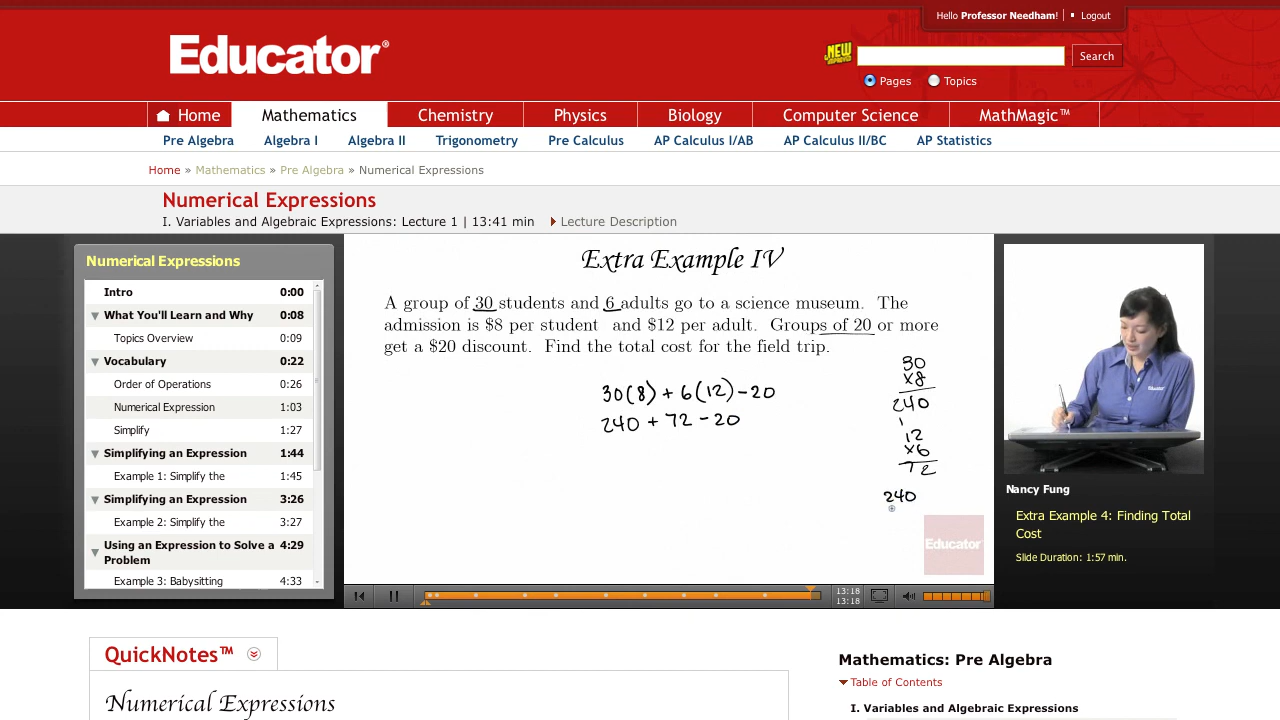 Hello Professor Needham! Logout
Educator®
NEW
Search
Pages Topics
Home Mathematics Chemistry Physics Biology Computer Science MathMagic™
Pre Algebra Algebra I Algebra II Trigonometry Pre Calculus AP Calculus I/AB AP Calculus II/BC AP Statistics
Home » Mathematics » Pre Algebra » Numerical Expressions
Numerical Expressions
I. Variables and Algebraic Expressions: Lecture 1 | 13:41 min Lecture Description
Numerical Expressions
Intro 0:00
What You'll Learn and Why 0:08
Topics Overview 0:09
Vocabulary 0:22
Order of Operations 0:26
Numerical Expression 1:03
Simplify 1:27
Simplifying an Expression 1:44
Example 1: Simplify the 1:45
Simplifying an Expression 3:26
Example 2: Simplify the 3:27
Using an Expression to Solve a 4:29
Problem
Example 3: Babysitting 4:33
Extra Example IV
A group of 30 students and 6 adults go to a science museum. The
admission is $8 per student and $12 per adult. Groups of 20 or more
get a $20 discount. Find the total cost for the field trip.
30(8) + 6(12) - 20
240 + 72 - 20
30
x8
240
12
x6
72
240
Educator
13:18
13:18
Educator
Nancy Fung
Extra Example 4: Finding Total
Cost
Slide Duration: 1:57 min.
QuickNotes™
Numerical Expressions
Mathematics: Pre Algebra
Table of Contents
I. Variables and Algebraic Expressions